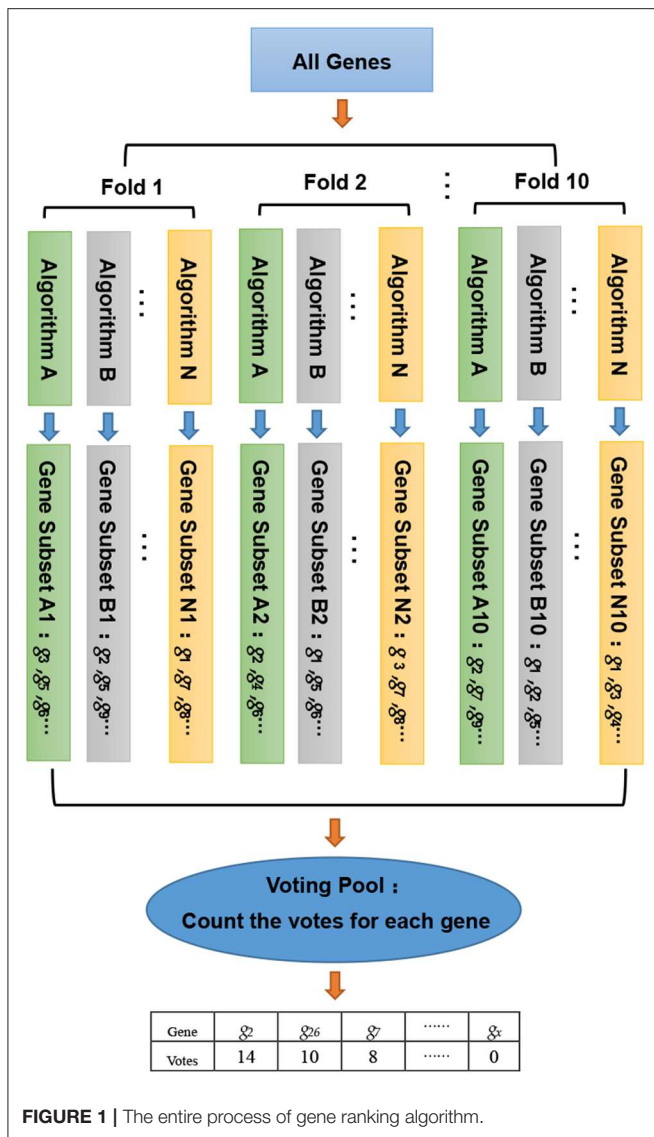 All Genes
Fold 1
Fold 2
⋮
Fold 10
Algorithm A
Algorithm B
...
Algorithm N
Algorithm A
Algorithm B
...
Algorithm N
Algorithm A
Algorithm B
...
Algorithm N
Gene Subset A1 : g3 ,g5 ,g6...
Gene Subset B1 : g2 ,g5 ,g9...
...
Gene Subset N1 : g1 ,g7 ,g8...
Gene Subset A2 : g2 ,g4 ,g6...
Gene Subset B2 : g1 ,g5 ,g6...
...
Gene Subset N2 : g3 ,g7 ,g8...
Gene Subset A10 : g2 ,g7 ,g9...
Gene Subset B10 : g1 ,g2 ,g5...
...
Gene Subset N10 : g1 ,g3 ,g4...
Voting Pool :
Count the votes for each gene
Gene g2 g26 g7 ...... gx
Votes 14 10 8 ...... 0
FIGURE 1 | The entire process of gene ranking algorithm.